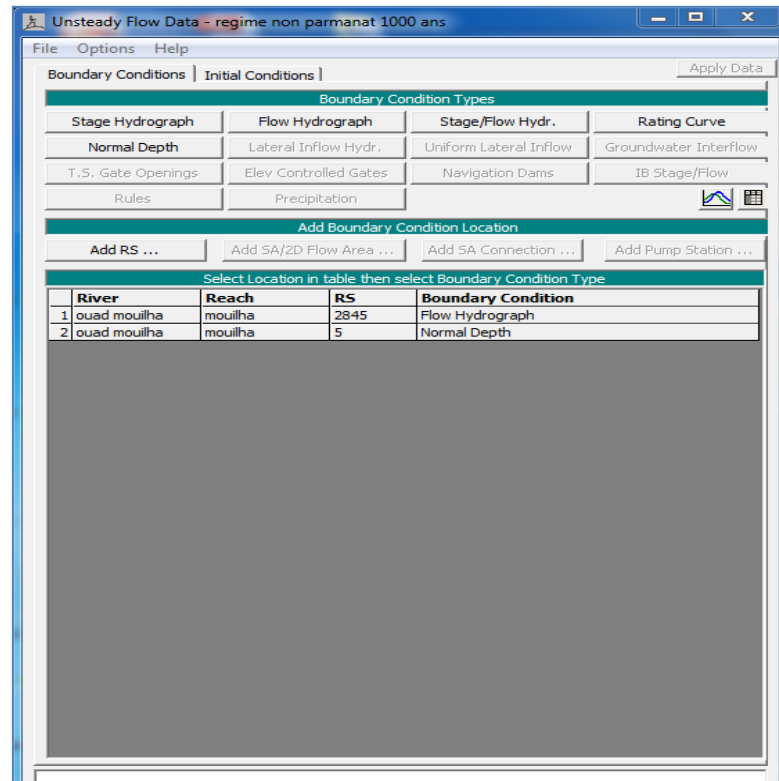 Unsteady Flow Data - regime non parmanat 1000 ans
File Options Help
Boundary Conditions Initial Conditions Apply Data
Boundary Condition Types
Stage Hydrograph Flow Hydrograph Stage/Flow Hydr. Rating Curve
Normal Depth Lateral Inflow Hydr. Uniform Lateral Inflow Groundwater Interflow
T.S. Gate Openings Elev Controlled Gates Navigation Dams IB Stage/Flow
Rules Precipitation
Add Boundary Condition Location
Add RS ... Add SA/2D Flow Area ... Add SA Connection ... Add Pump Station ...
Select Location in table then select Boundary Condition Type
River Reach RS Boundary Condition
1 ouad mouilha mouilha 2845 Flow Hydrograph
2 ouad mouilha mouilha 5 Normal Depth